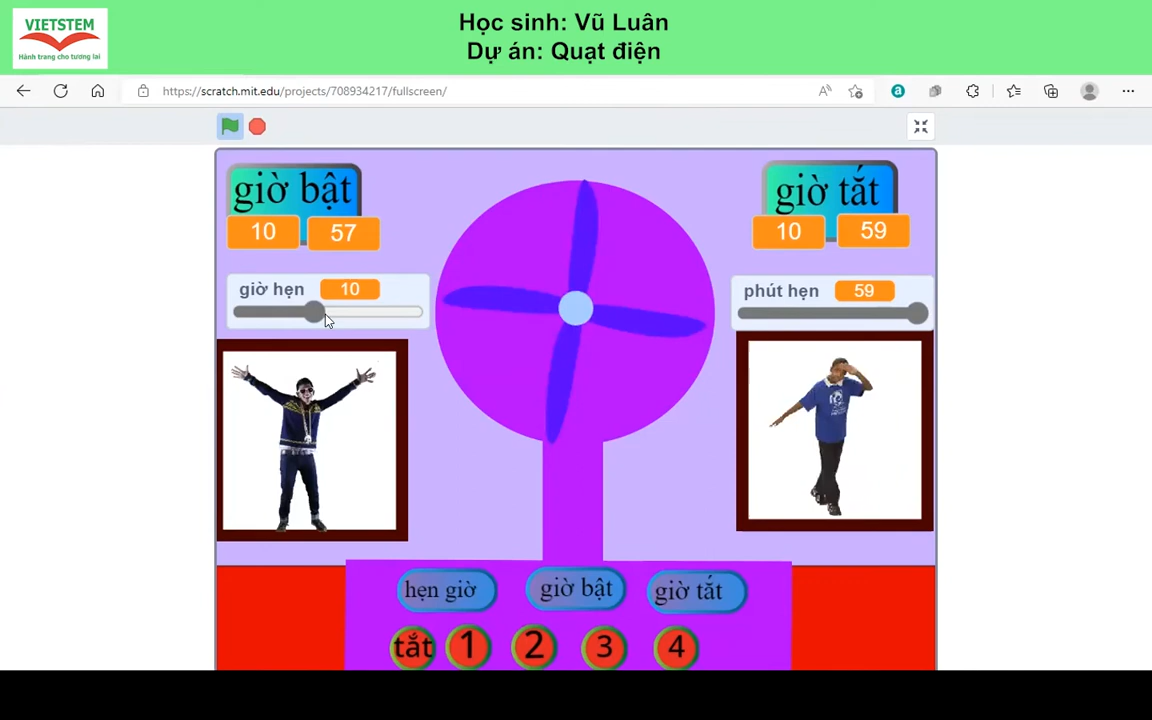 VIETSTEM
Hành trang cho tương lai
Học sinh: Vũ Luân
Dự án: Quạt điện
https://scratch.mit.edu/projects/708934217/fullscreen/
giờ bật
10 57
giờ tắt
10 59
giờ hẹn 10
phút hẹn 59
hẹn giờ
giờ bật
giờ tắt
tắt 1 2 3 4